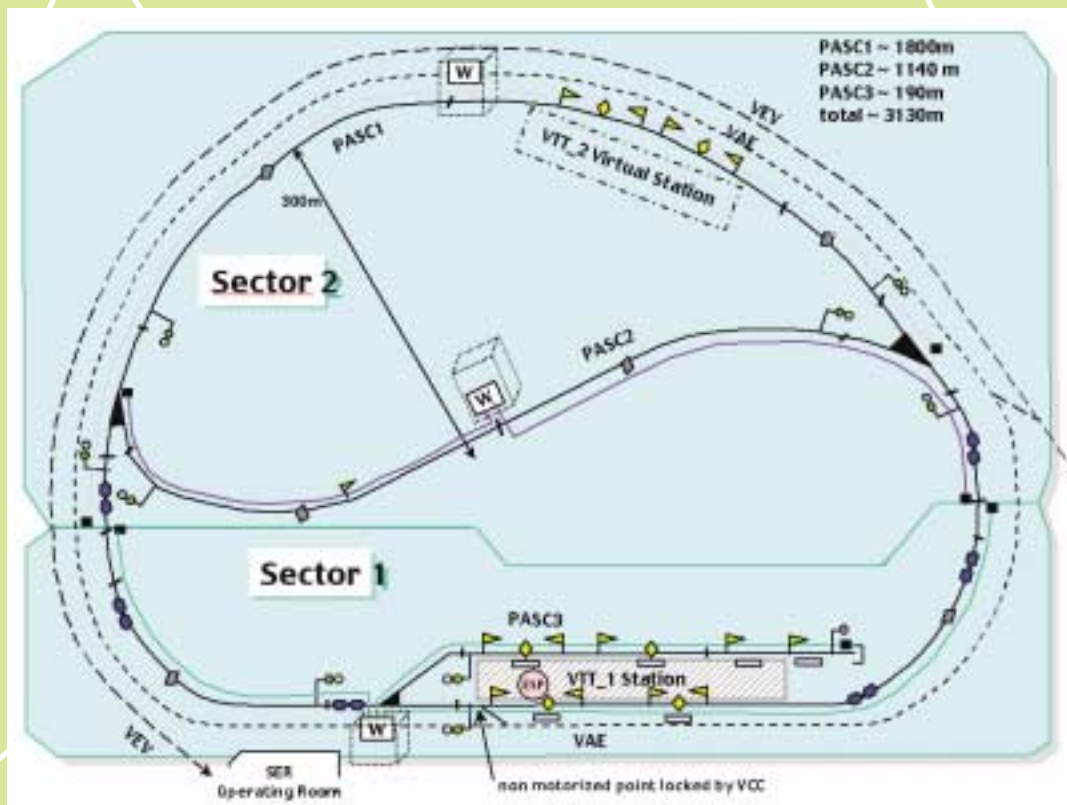 PASC1 ~ 1800m
PASC2 ~ 1140 m
PASC3 ~ 190m
total ~ 3130m
W
VEV
VAE
PASC1
VTT_2 Virtual Station
300m
Sector 2
PASC2
W
Sector 1
PASC3
VTT_1 Station
W
VAE
VEV
SER
Operating Room
non motorized point locked by VCC